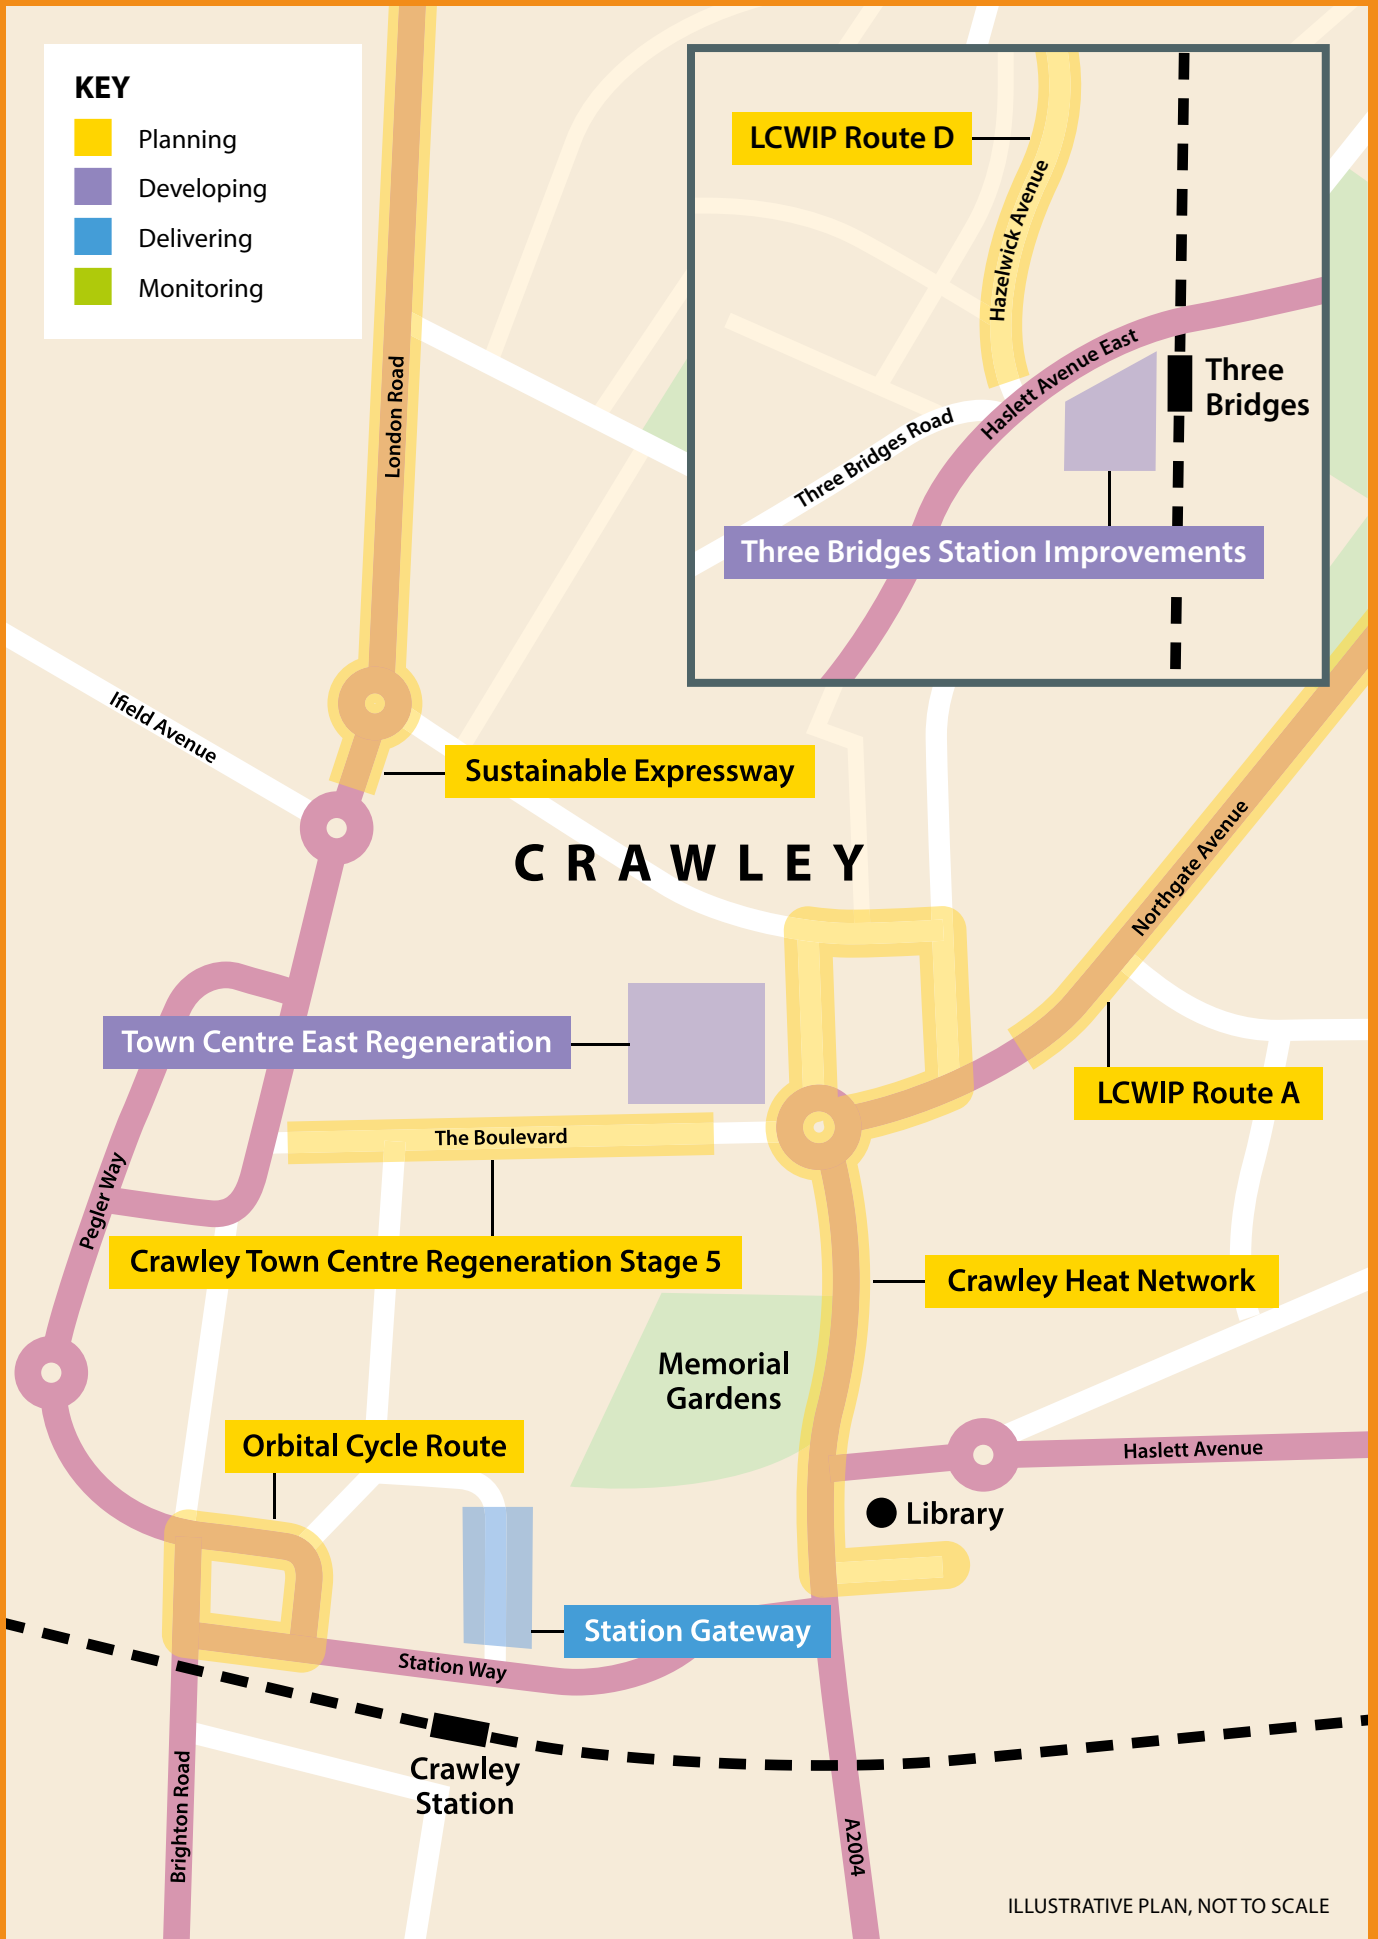 KEY
Planning
Developing
Delivering
Monitoring
LCWIP Route D
Hazelwick Avenue
Haslett Avenue East
Three
Bridges
Three Bridges Road
Three Bridges Station Improvements
London Road
Ifield Avenue
Sustainable Expressway
CRAWLEY
Northgate Avenue
Town Centre East Regeneration
LCWIP Route A
The Boulevard
Pegler Way
Crawley Town Centre Regeneration Stage 5
Crawley Heat Network
Memorial
Gardens
Orbital Cycle Route
Haslett Avenue
Library
Station Gateway
Station Way
Crawley
Station
Brighton Road
A2004
ILLUSTRATIVE PLAN, NOT TO SCALE